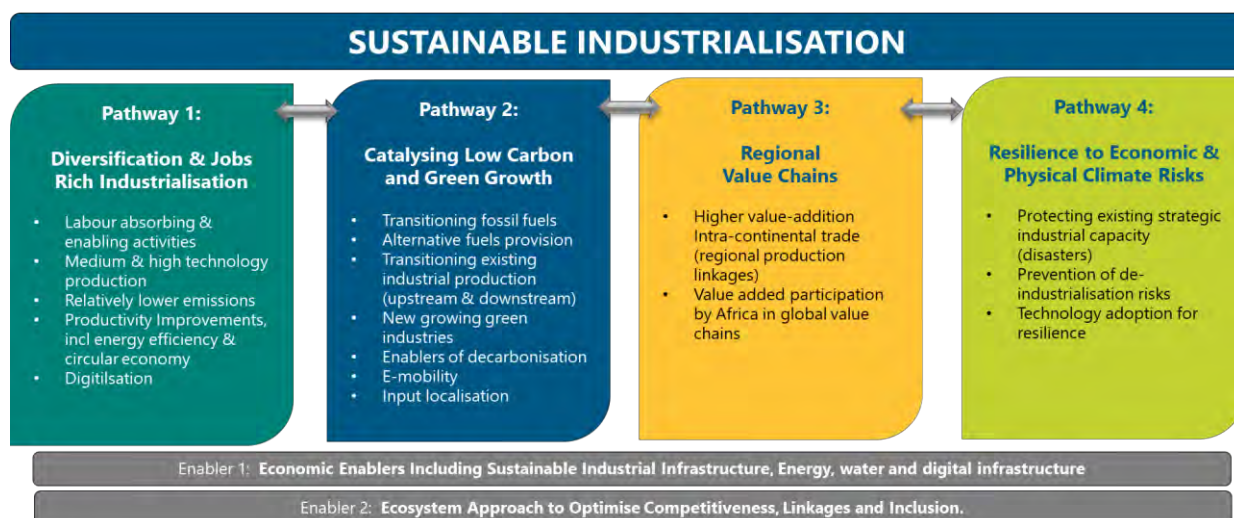 SUSTAINABLE INDUSTRIALISATION
Pathway 1:
Diversification & Jobs
Rich Industrialisation
• Labour absorbing &
enabling activities
• Medium & high technology
production
• Relatively lower emissions
• Productivity Improvements,
incl energy efficiency &
circular economy
• Digitilsation
Pathway 2:
Catalysing Low Carbon
and Green Growth
• Transitioning fossil fuels
• Alternative fuels provision
• Transitioning existing
industrial production
(upstream & downstream)
• New growing green
industries
• Enablers of decarbonisation
• E-mobility
• Input localisation
Pathway 3:
Regional
Value Chains
• Higher value-addition
Intra-continental trade
(regional production
linkages)
• Value added participation
by Africa in global value
chains
Pathway 4:
Resilience to Economic &
Physical Climate Risks
• Protecting existing strategic
industrial capacity
(disasters)
• Prevention of de-
industrialisation risks
• Technology adoption for
resilience
Enabler 1: Economic Enablers Including Sustainable Industrial Infrastructure, Energy, water and digital infrastructure
Enabler 2: Ecosystem Approach to Optimise Competitiveness, Linkages and Inclusion.